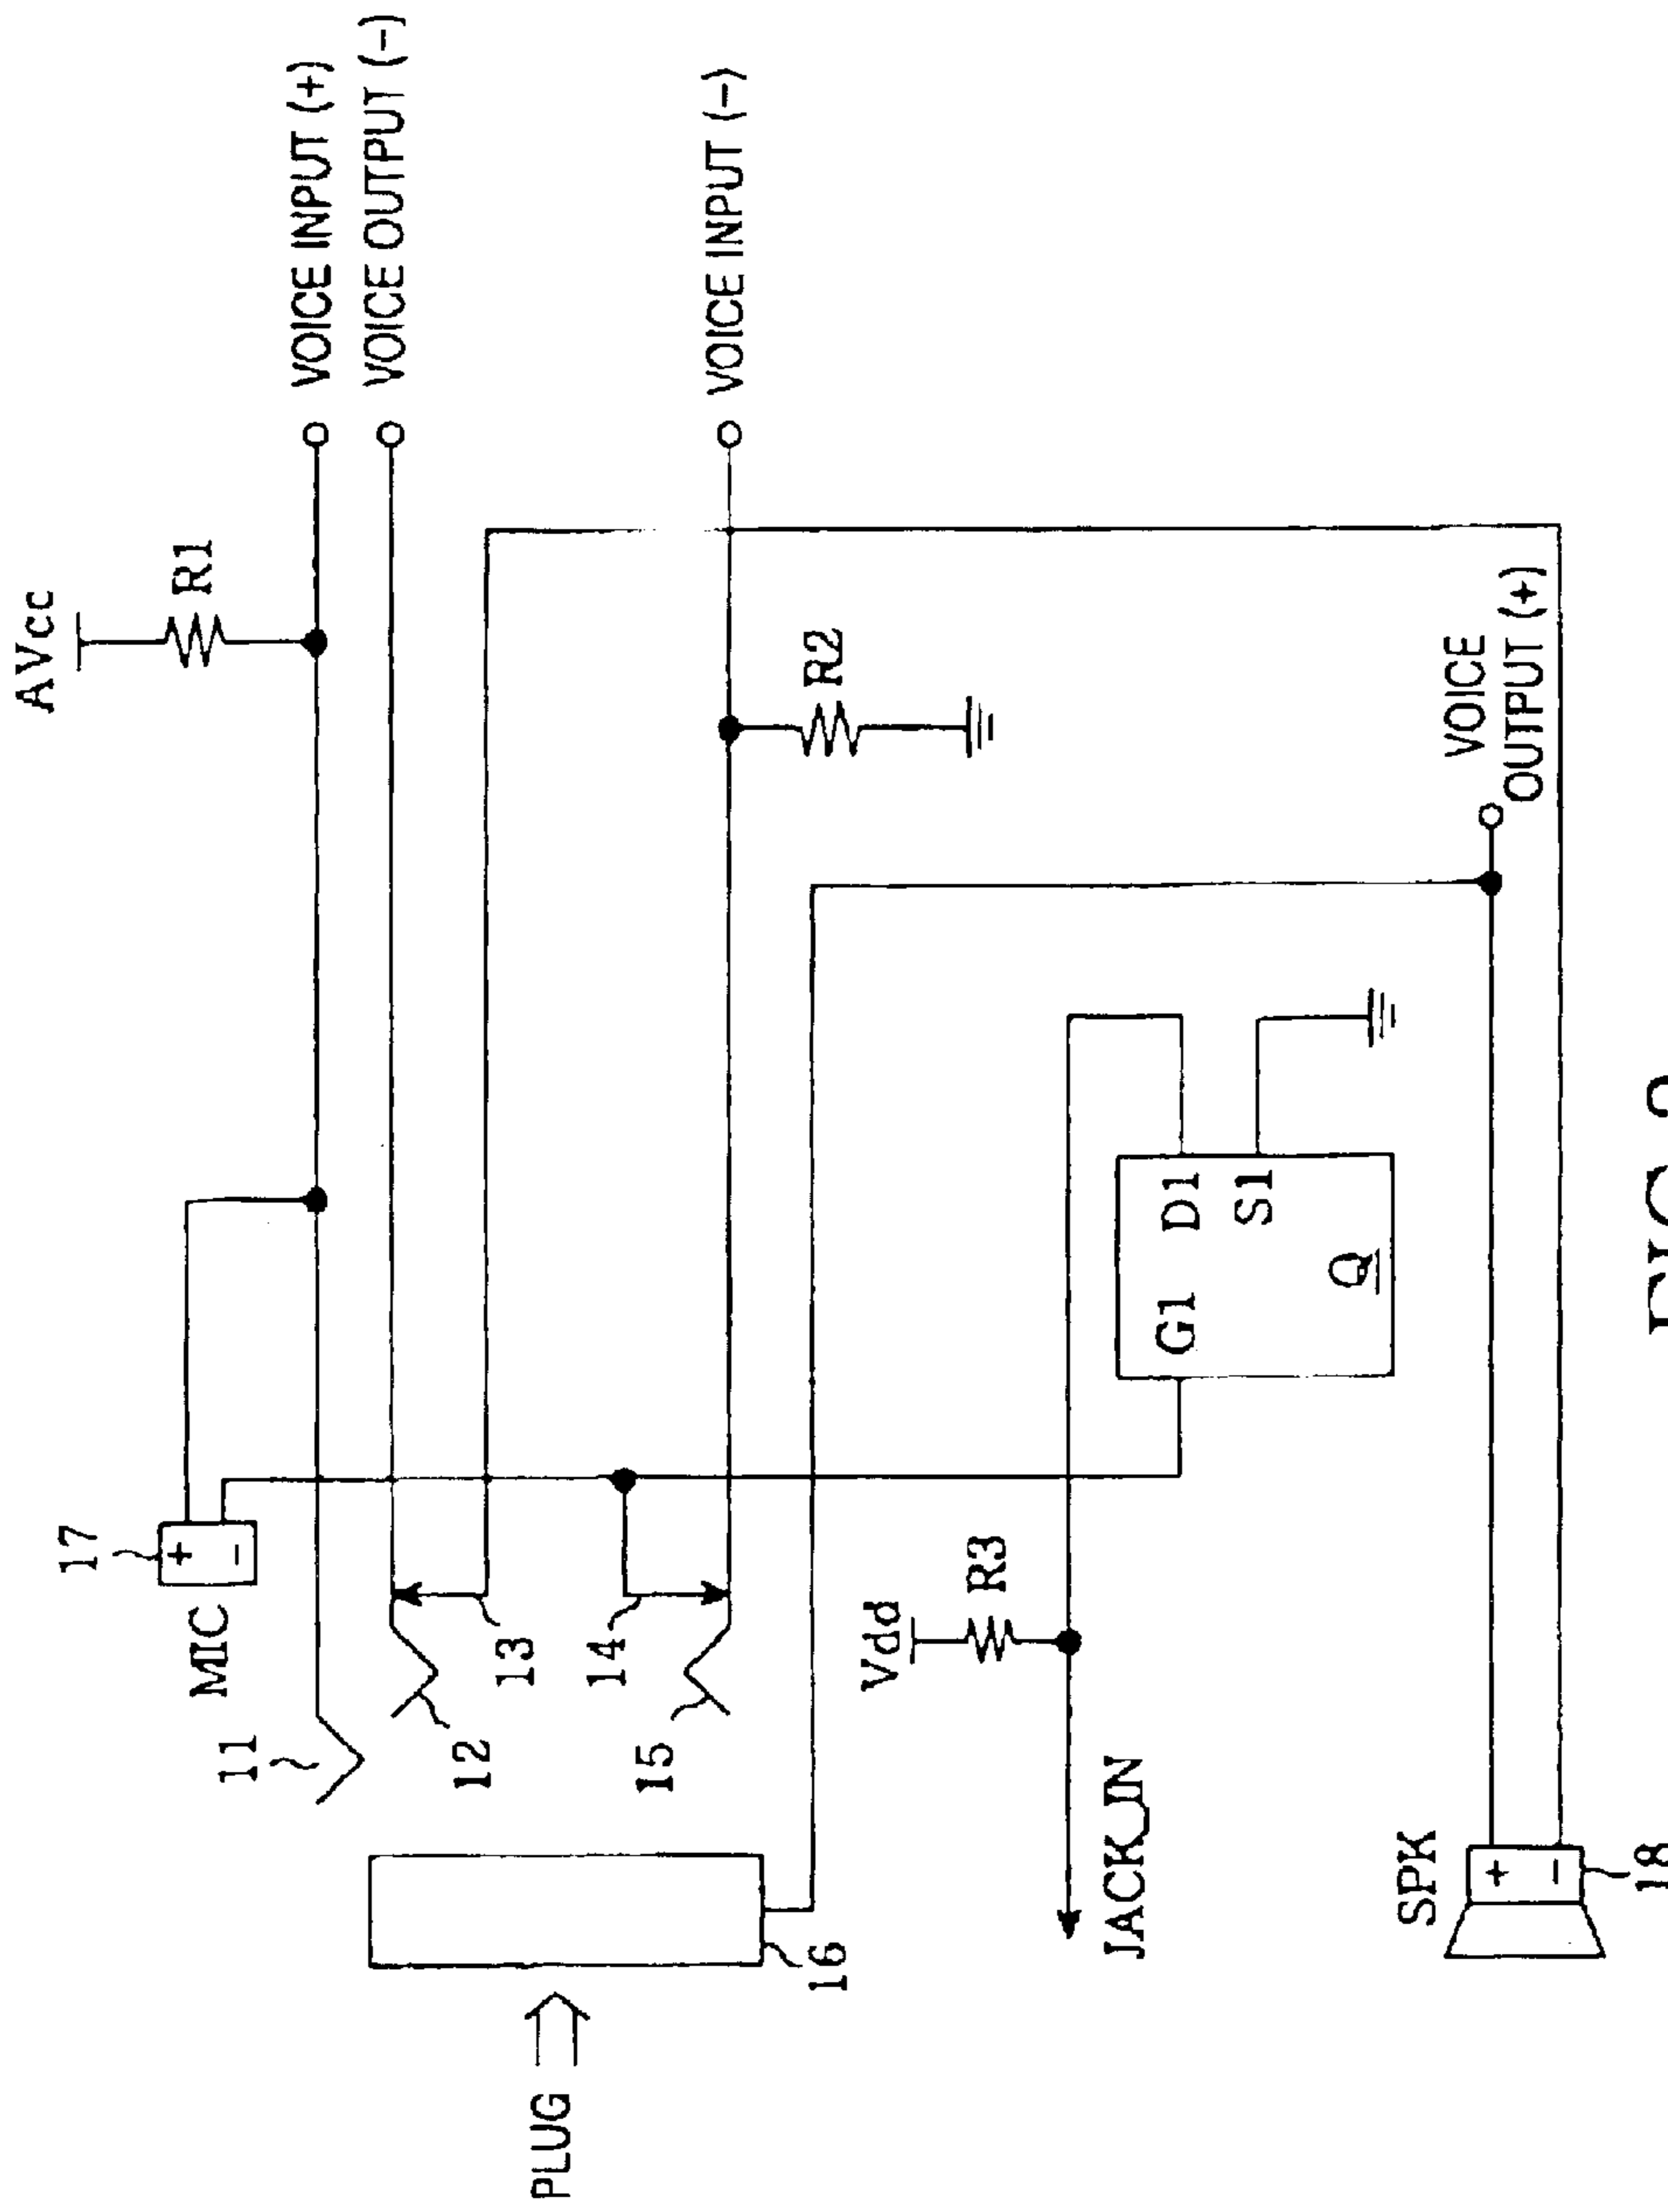 AVcc
R1
VOICE INPUT (+)
VOICE OUTPUT (-)
VOICE INPUT (-)
17
+
-
MIC
11
12
13
14
15
R2
PLUG
16
Vdd
R3
JACK_IN
G1
D1
S1
Q
VOICE
OUTPUT (+)
SPK
+
-
18